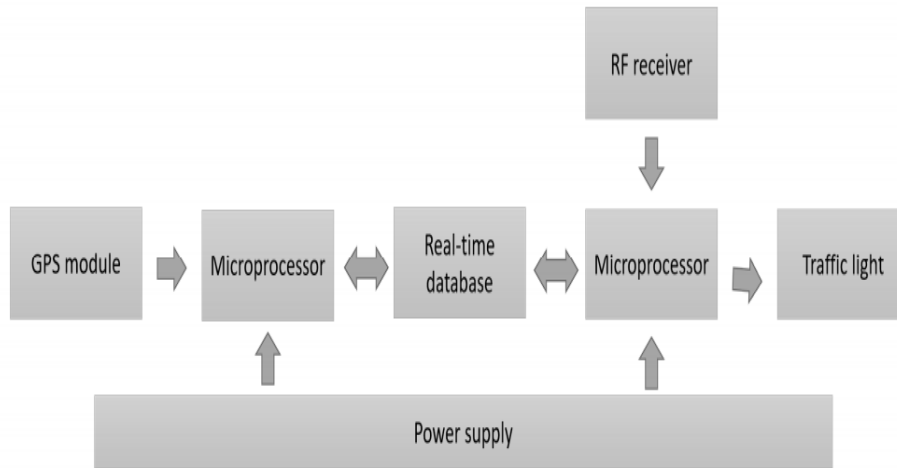 RF receiver
GPS module
Microprocessor
Real-time
database
Microprocessor
Traffic light
Power supply